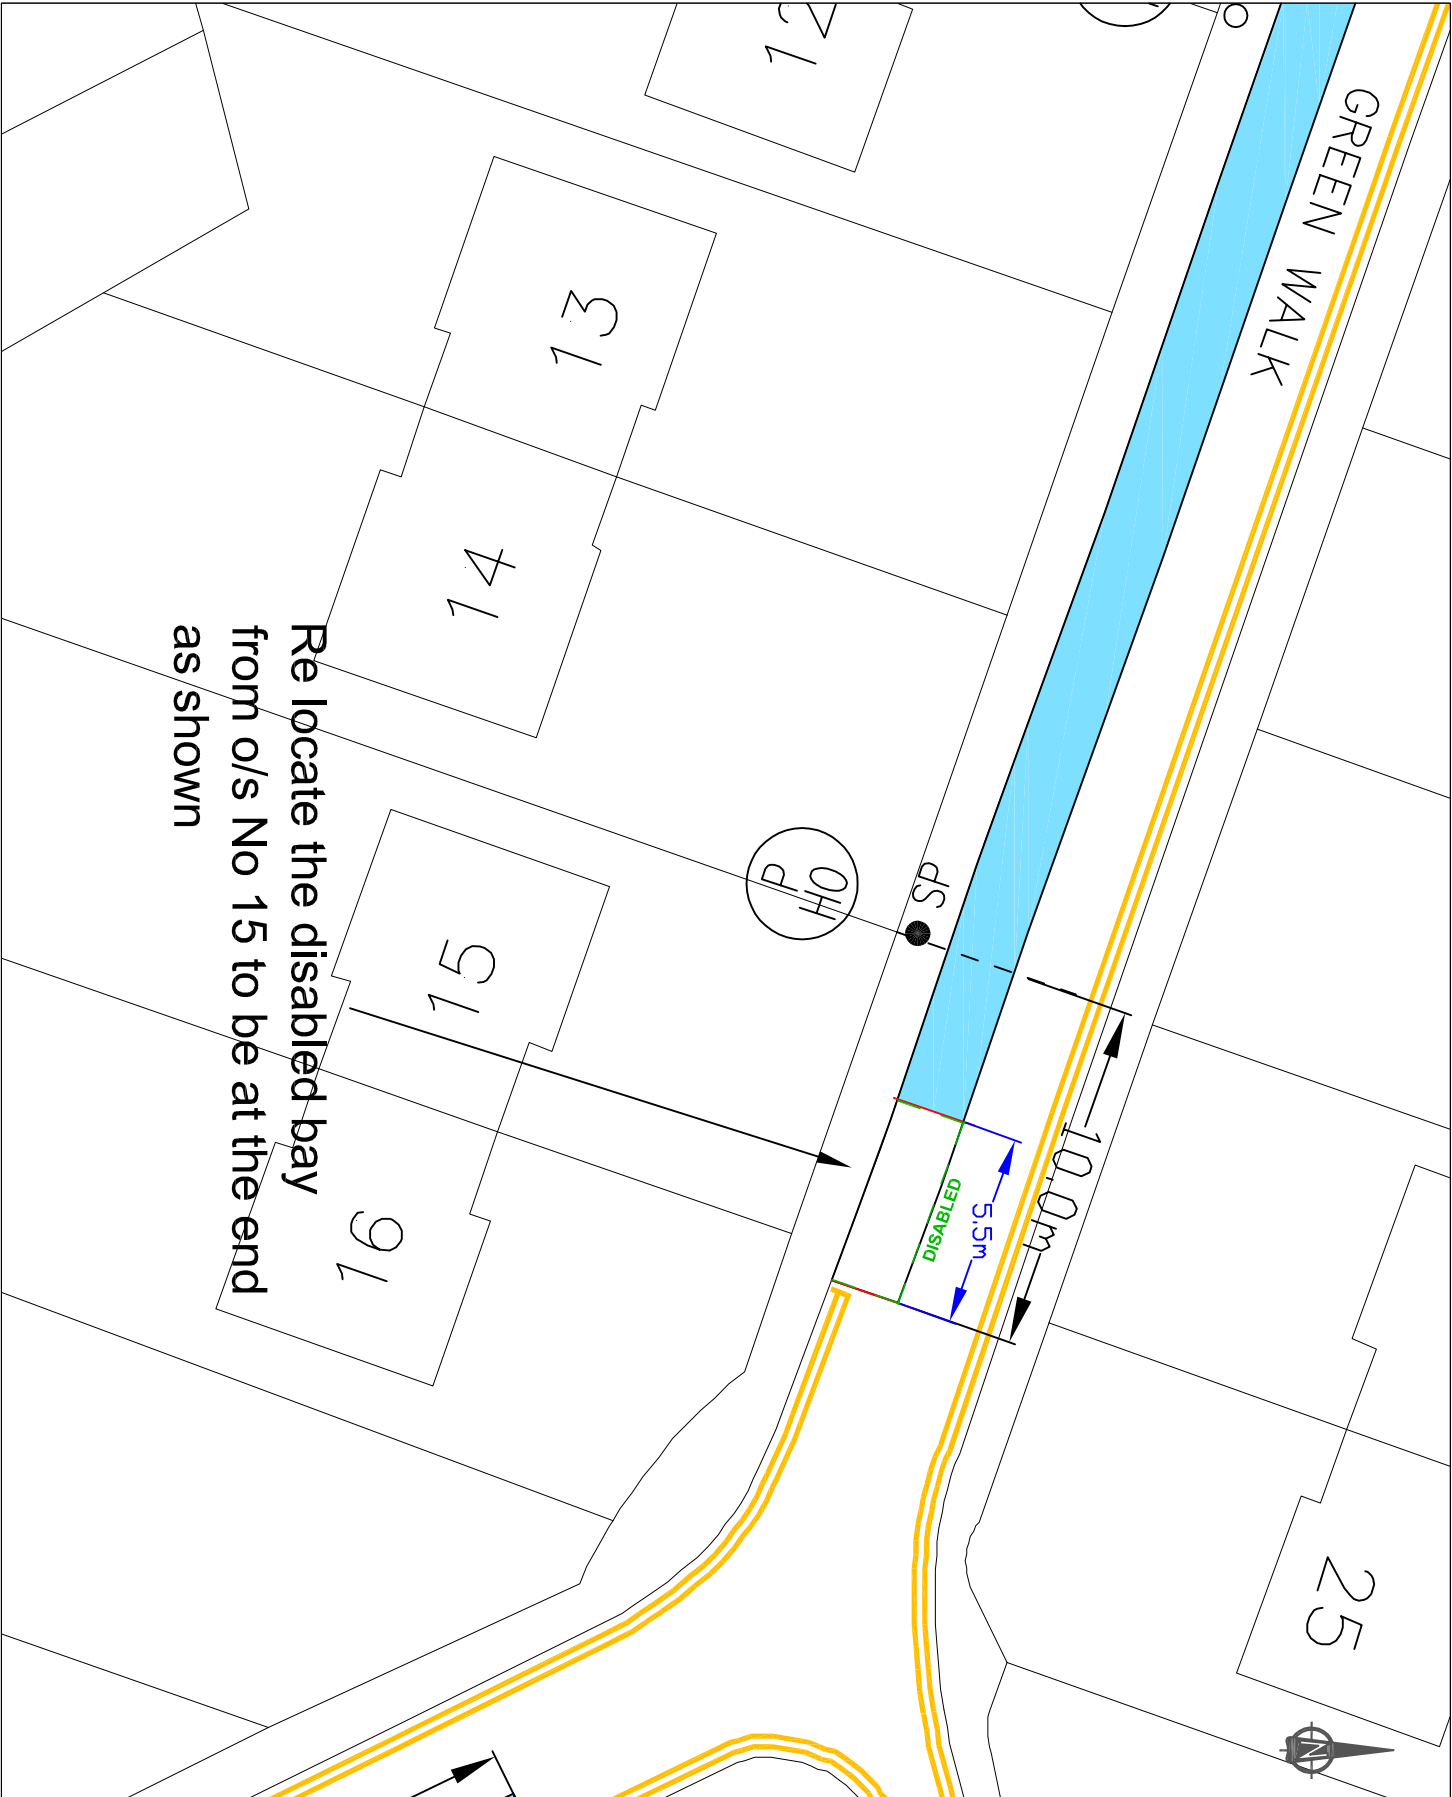 GREEN WALK
12
13
14
15
16
25
P
HO
SP
10.0m
5.5m
DISABLED
Re locate the disabled bay
from o/s No 15 to be at the end
as shown
N